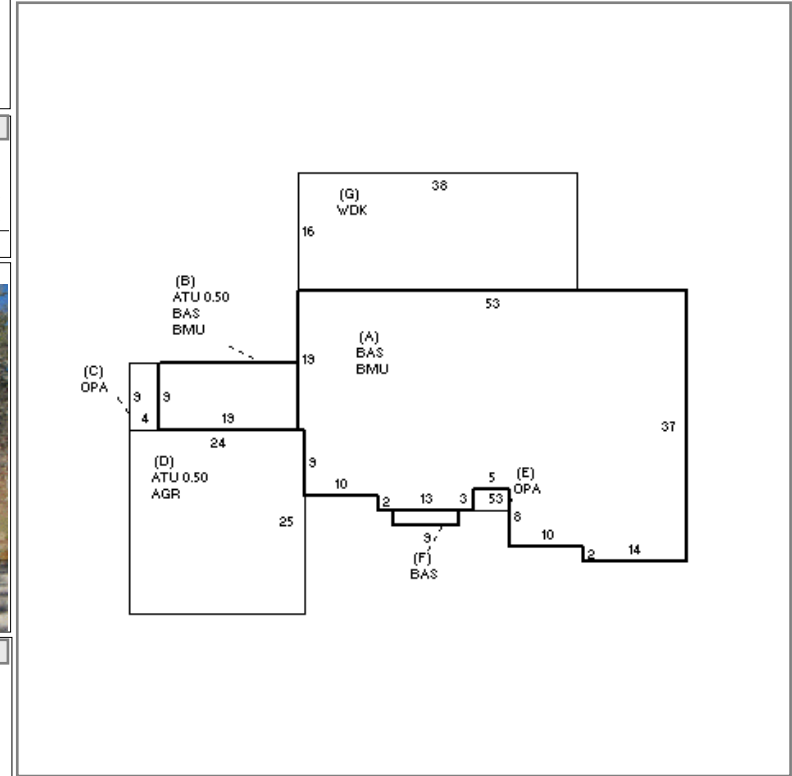 38
(G)
WDK
16
(B)
ATU 0.50
BAS
BMU
53
(A)
BAS
BMU
19
(C)
OPA
9
9
4
19
37
24
(D)
ATU 0.50
AGR
9
10
5
(E)
OPA
2
13
3
53
8
25
9
10
2
14
(F)
BAS